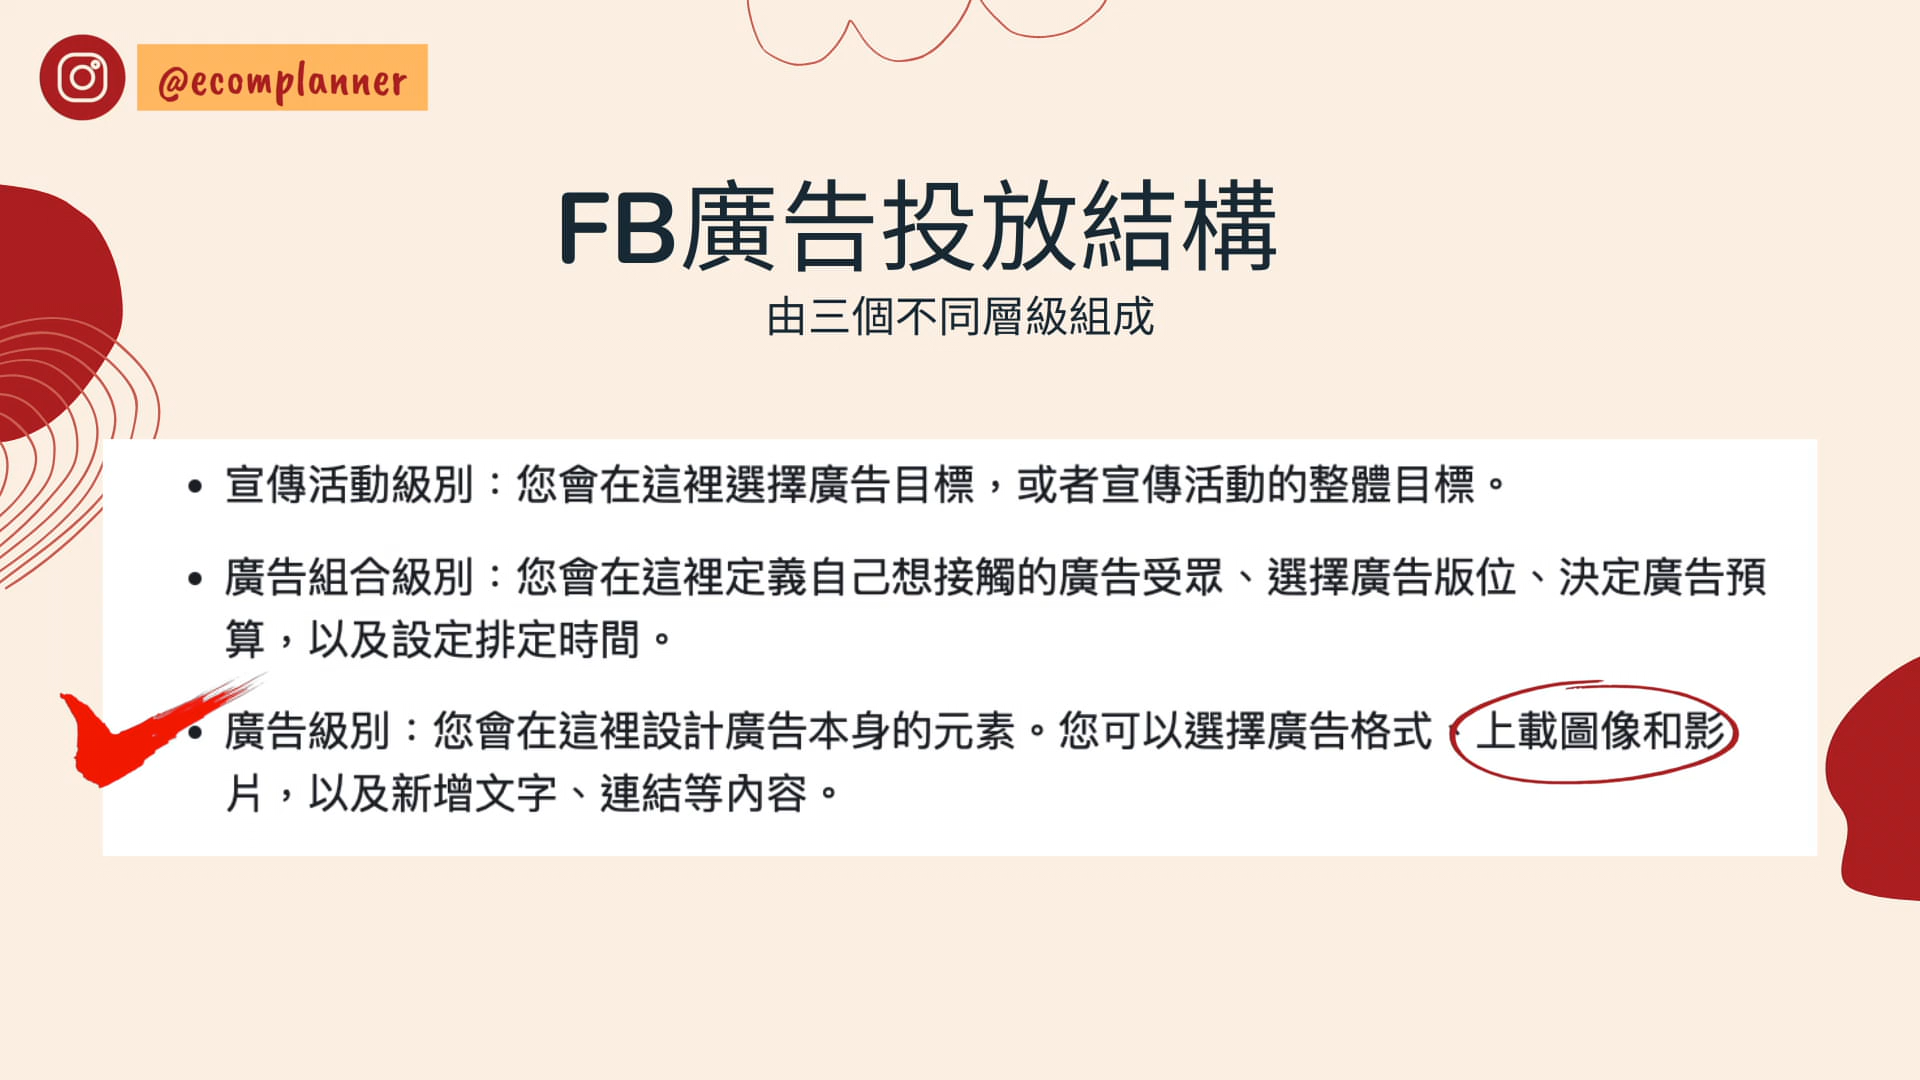 @ecomplanner
FB廣告投放結構
由三個不同層級組成
• 宣傳活動級別：您會在這裡選擇廣告目標，或者宣傳活動的整體目標。
• 廣告組合級別：您會在這裡定義自己想接觸的廣告受眾、選擇廣告版位、決定廣告預
算，以及設定排定時間。
• 廣告級別：您會在這裡設計廣告本身的元素。您可以選擇廣告格式、上載圖像和影
片，以及新增文字、連結等內容。